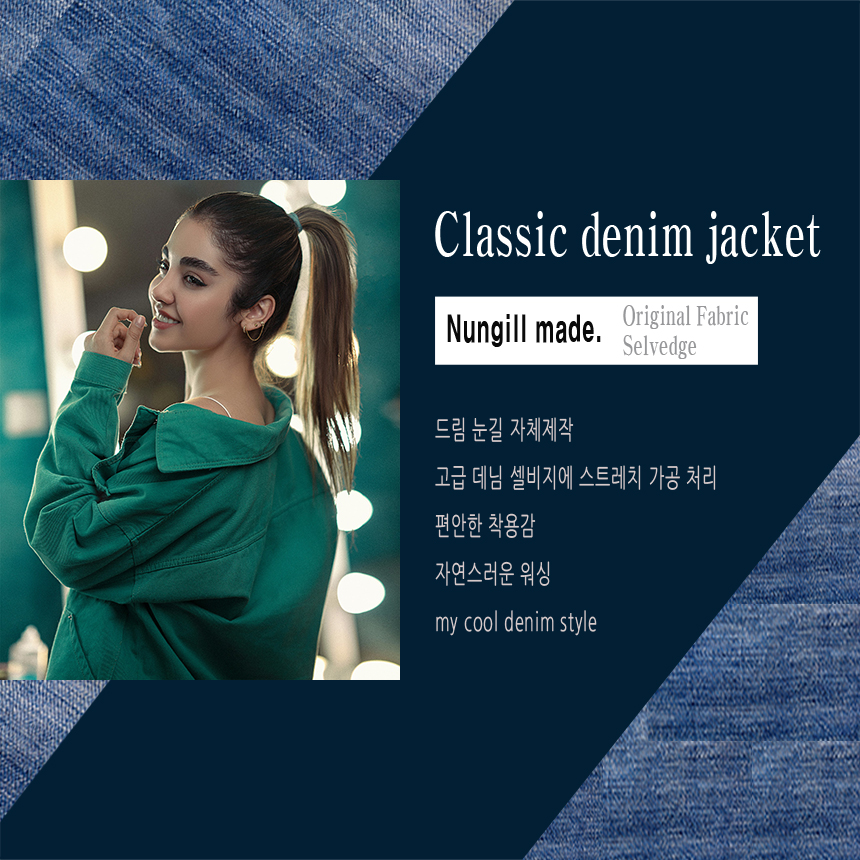 Classic denim jacket
Nungill made.
Original Fabric
Selvedge
드림 눈길 자체제작
고급 데님 셀비지에 스트레치 가공 처리
편안한 착용감
자연스러운 워싱
my cool denim style